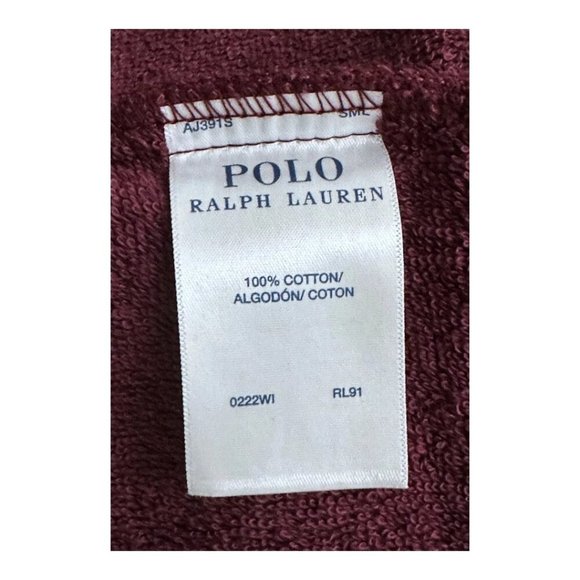 AJ391S SML
POLO
RALPH LAUREN
100% COTTON/
ALGODÓN/ COTON
0222WI RL91